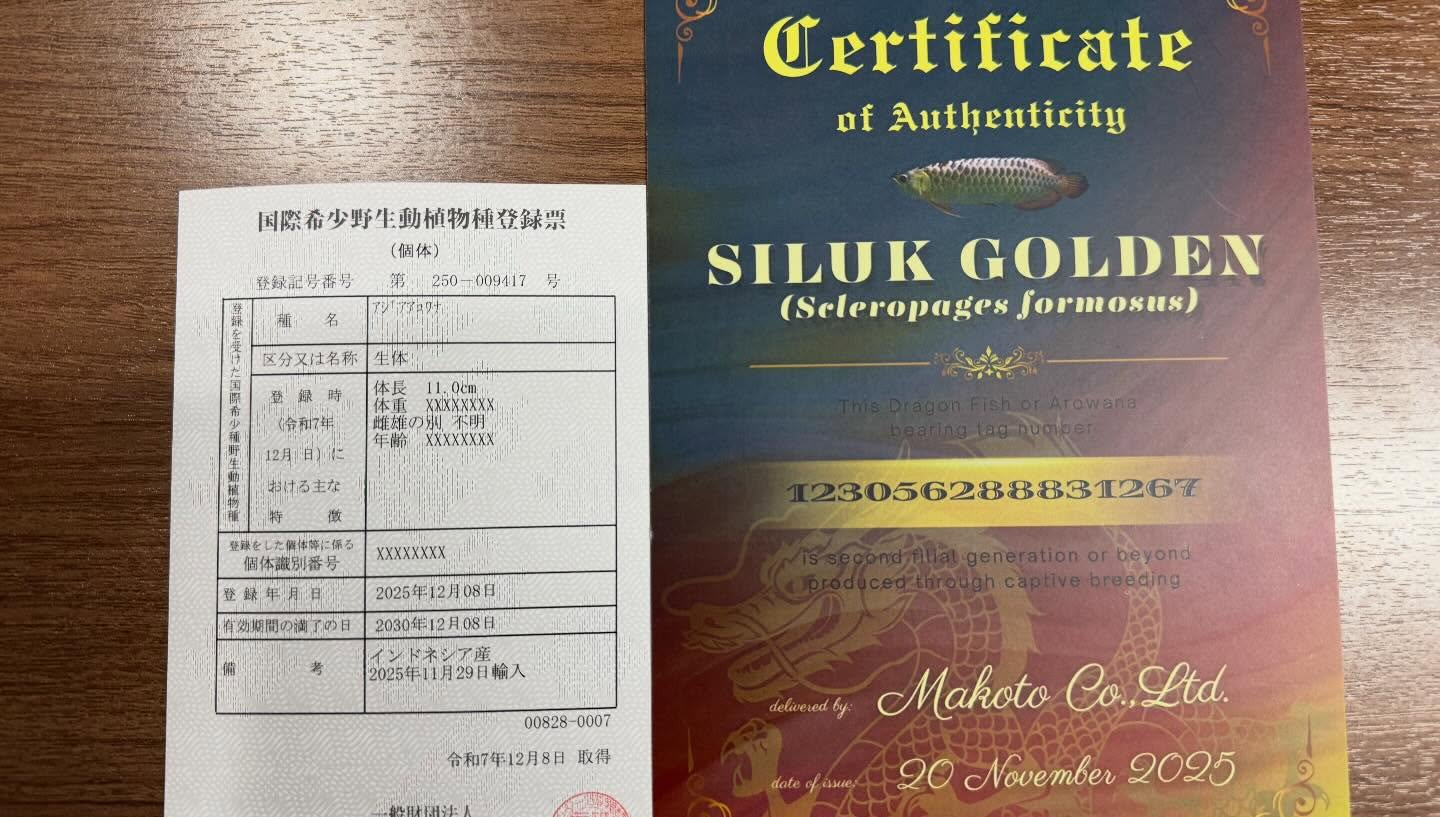 国際希少野生動植物種登録票
(個体)
登録記号番号 第 250-009417 号
登録を受けた国際希少野生動植物種
種 名
アジアアロワナ
区分又は名称 生体
登録時
(令和7年
12月 日) に
おける主な
特 徴
体長 11.0cm
体重 XXXXXXXX
雌雄の別 不明
年齢 XXXXXXXX
登録をした個体等に係る
個体識別番号
XXXXXXXX
登録年月日 2025年12月08日
有効期間の満了の日 2030年12月08日
備 考
インドネシア産
2025年11月29日輸入
00828-0007
令和7年12月8日 取得
一般財団法人
Certificate
of Authenticity
SILUK GOLDEN
(Scleropages formosus)
This Dragon Fish or Arowana
bearing tag number
123056288831267
is second filial generation or beyond
produced through captive breeding
delivered by: Makoto Co.,Ltd.
date of issue: 20 November 2025